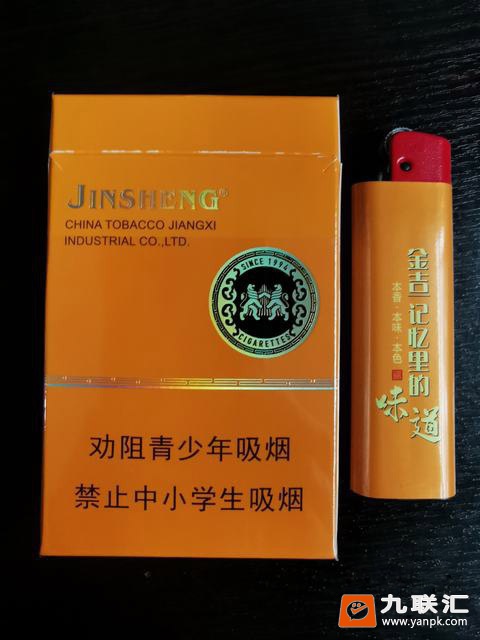 JINSHENG®
CHINA TOBACCO JIANGXI
INDUSTRIAL CO.,LTD.
SINCE 1994
CIGARETTES
劝阻青少年吸烟
禁止中小学生吸烟
金吉 记忆里的
味道
本香·本味·本色
九联汇
www.yanpk.com